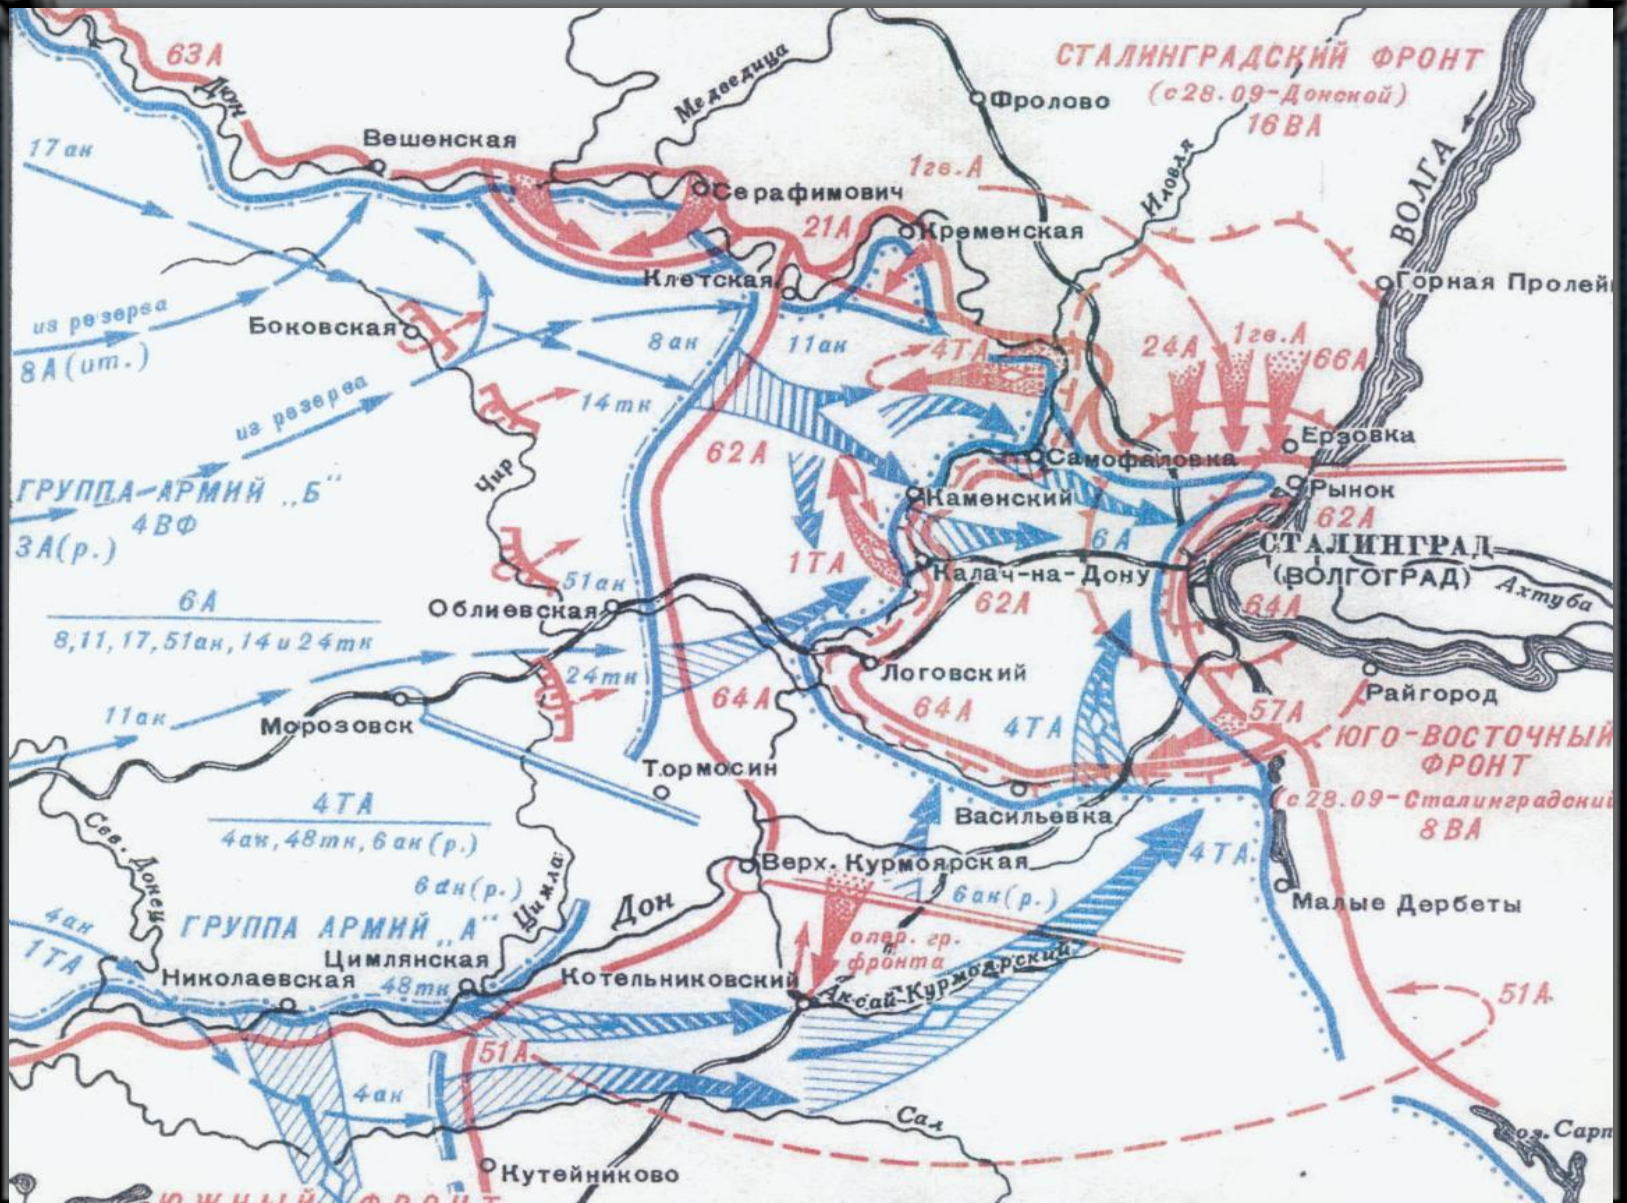 63А
Дон
Медведица
СТАЛИНГРАДСКИЙ ФРОНТ
(с 28.09-Донской)
16ВА
Фролово
17ак
Вешенская
1гв.А
Иловля
ВОЛГА
Серафимович
21А
Кременская
Клетская
Горная Пролей
из резерва
8А(ит.)
Боковская
8ак
11ак
4ТА
24А
1гв.А
66А
из резерва
14тк
62А
Ерзовка
Самофаловка
Чир
ГРУППА-АРМИЙ „Б“
4ВФ
3А(р.)
Каменский
Рынок
62А
6А
СТАЛИНГРАД
(ВОЛГОГРАД)
1ТА
Калач-на-Дону
51ак
Ахтуба
6А
8,11,17,51ак,14 и 24тк
Облиевская
62А
64А
24тк
Логовский
Райгород
11ак
Морозовск
64А
64А
4ТА
57А
ЮГО-ВОСТОЧНЫЙ
ФРОНТ
(с 28.09-Сталинградский
8ВА
Тормосин
4ТА
4ак,48тк,6ак(р.)
Васильевка
Сев. Донец
6ак(р.)
Цимла
Верх. Курмоярская
4ТА
6ак(р.)
Малые Дербеты
4ак
1ТА
ГРУППА АРМИЙ „А“
Дон
опер. гр.
фронта
Цимлянская
Николаевская
48тк
Котельниковский
Аксай-Курмоярский
51А
51А
4ак
Сал
оз. Сарп
Кутейниково
ЮЖНЫЙ ФРОНТ